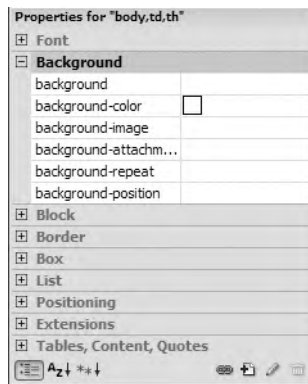 Properties for "body,td,th"
Font
Background
background
background-color
background-image
background-attachm...
background-repeat
background-position
Block
Border
Box
List
Positioning
Extensions
Tables, Content, Quotes
Az↓ **↓